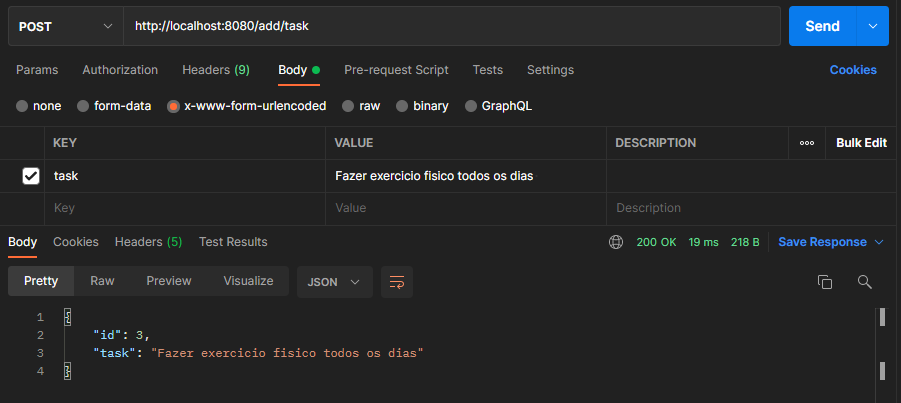 POST http://localhost:8080/add/task Send
Params Authorization Headers (9) Body Pre-request Script Tests Settings Cookies
none form-data x-www-form-urlencoded raw binary GraphQL
KEY VALUE DESCRIPTION ooo Bulk Edit
task Fazer exercicio fisico todos os dias
Key Value Description
Body Cookies Headers (5) Test Results 200 OK 19 ms 218 B Save Response
Pretty Raw Preview Visualize JSON
1 {
2 "id": 3,
3 "task": "Fazer exercicio fisico todos os dias"
4 }